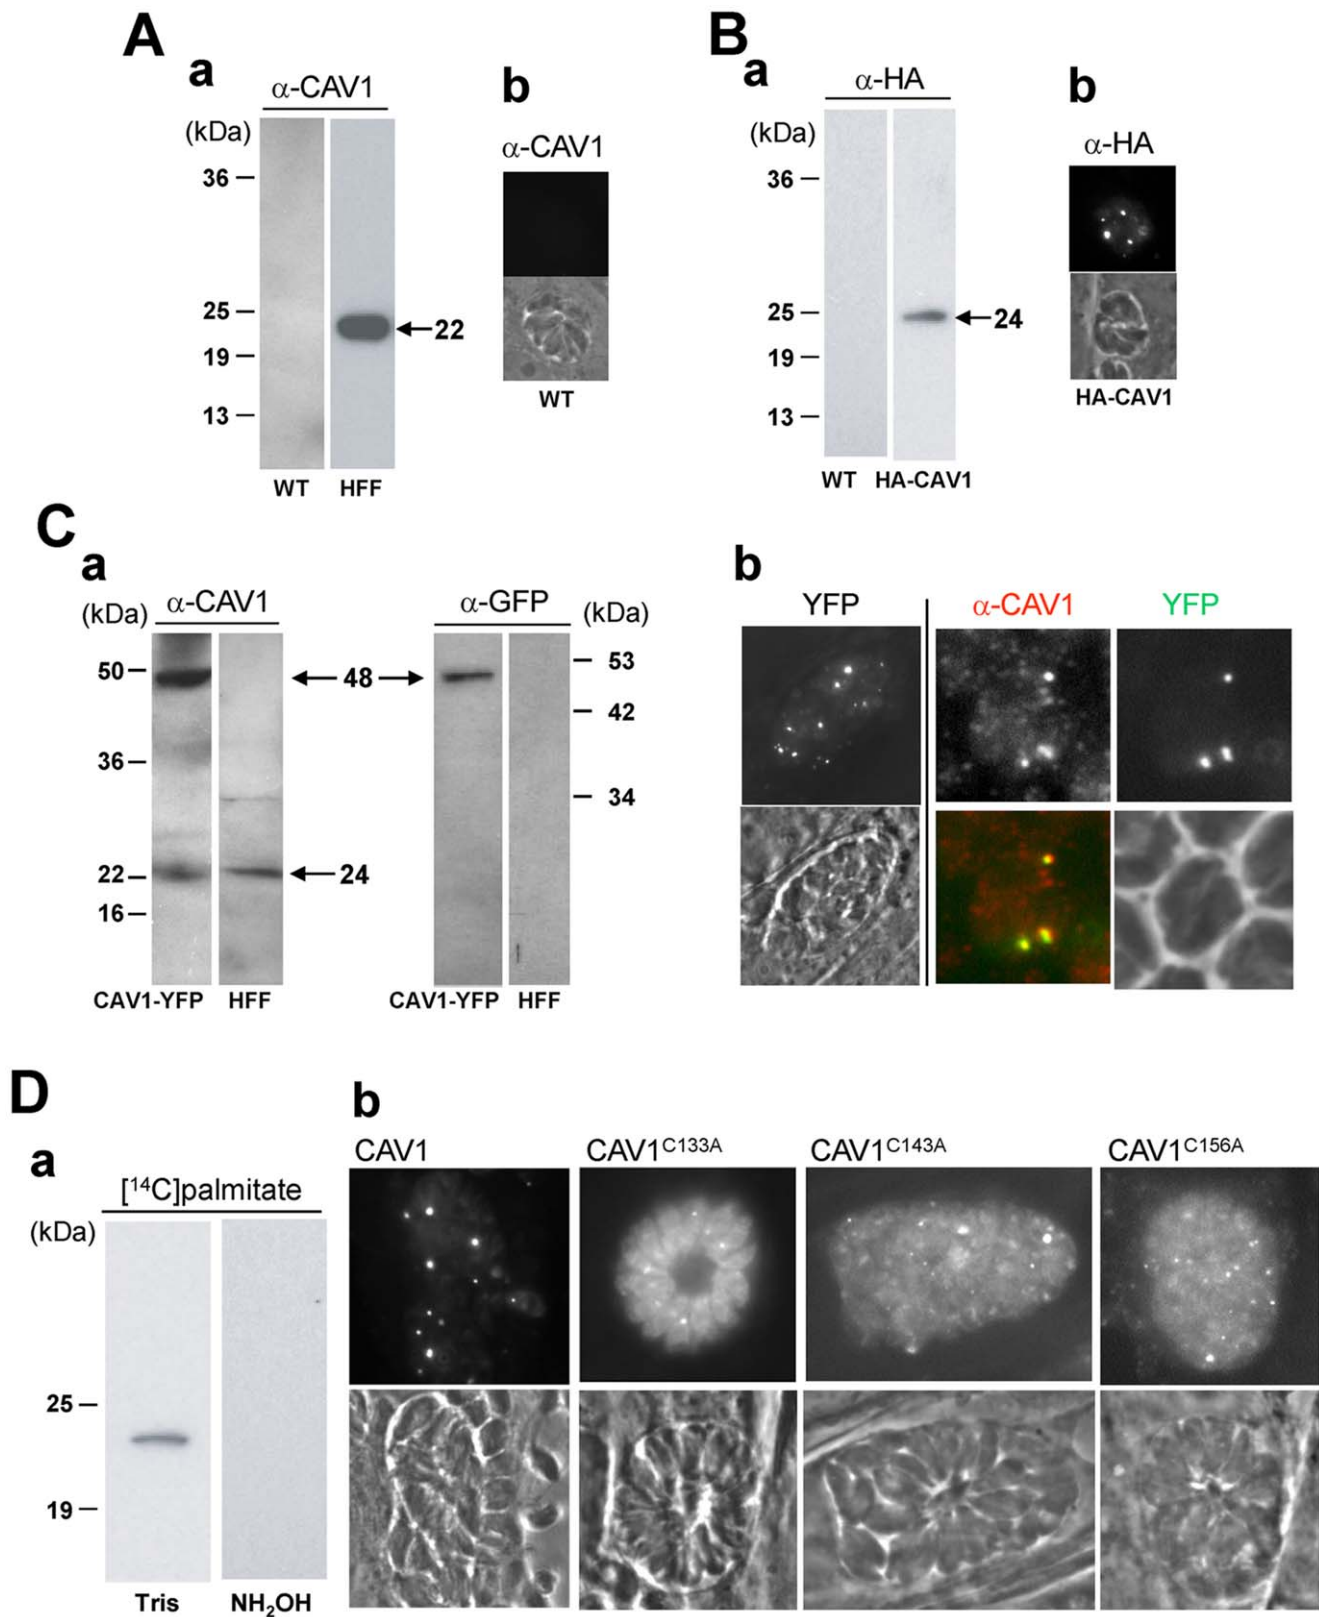 A
a
α-CAV1
(kDa)
36
25
19
13
22
WT HFF
b
α-CAV1
WT
B
a
α-HA
(kDa)
36
25
19
13
24
WT HA-CAV1
b
α-HA
HA-CAV1
C
a
(kDa) α-CAV1
50
36
22
16
48
24
CAV1-YFP HFF
α-GFP (kDa)
53
42
34
CAV1-YFP HFF
b
YFP α-CAV1 YFP
D
a
[¹⁴C]palmitate
(kDa)
25
19
Tris NH₂OH
b
CAV1 CAV1ᶜ¹³³ᴬ CAV1ᶜ¹⁴³ᴬ CAV1ᶜ¹⁵⁶ᴬ